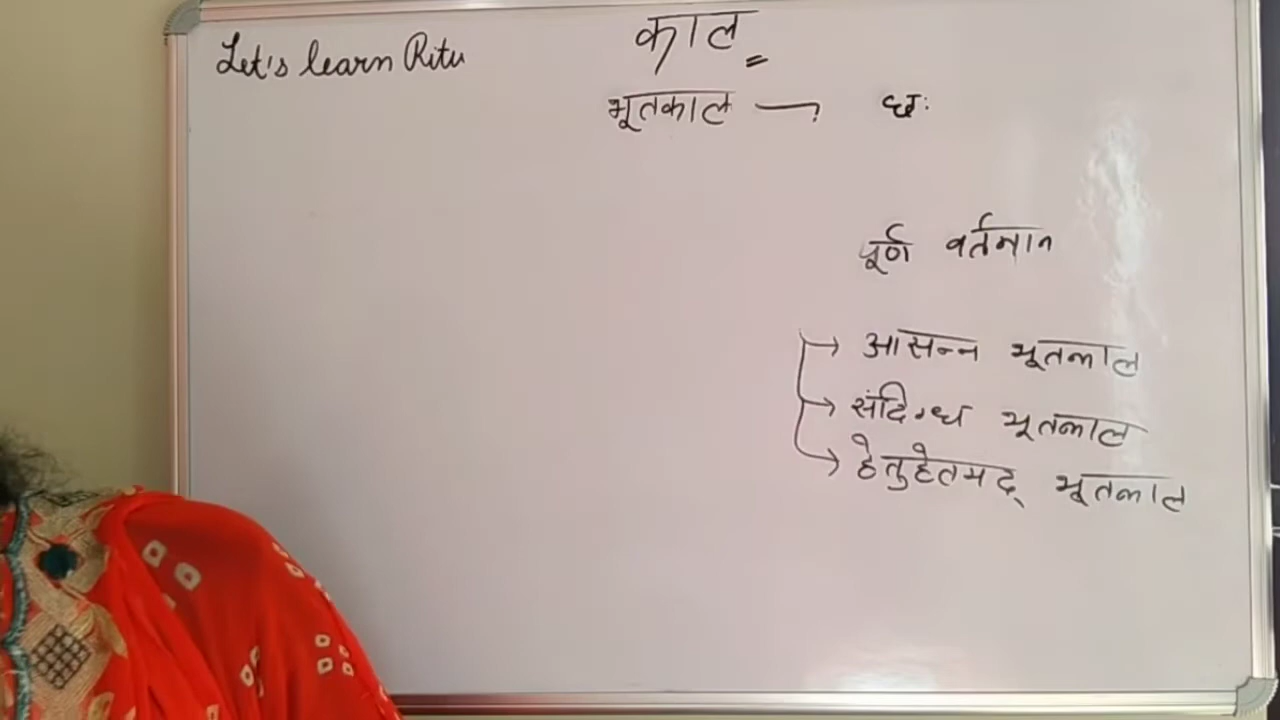 Let's learn Ritu
काल
भूतकाल → छः
पूर्ण वर्तमान
→ आसन्न भूतकाल
→ संदिग्ध भूतकाल
→ हेतुहेतमद् भूतकाल